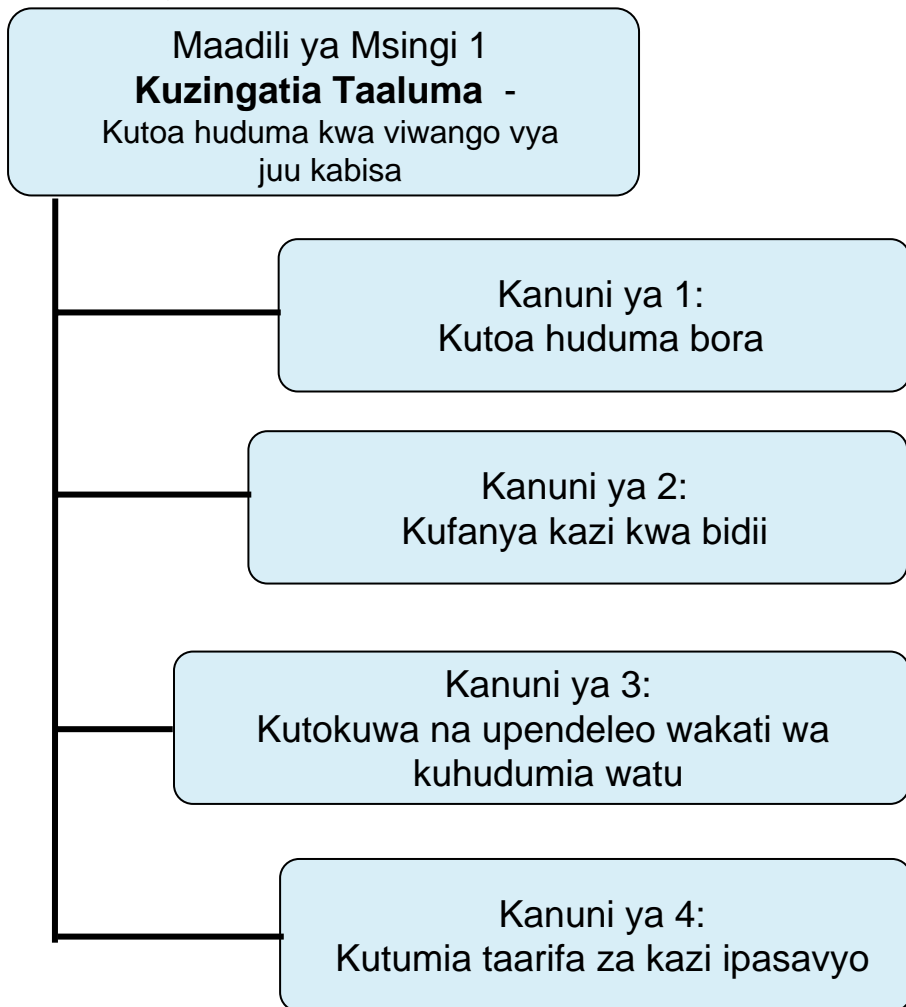 Maadili ya Msingi 1
Kuzingatia Taaluma -
Kutoa huduma kwa viwango vya
juu kabisa
Kanuni ya 1:
Kutoa huduma bora
Kanuni ya 2:
Kufanya kazi kwa bidii
Kanuni ya 3:
Kutokuwa na upendeleo wakati wa
kuhudumia watu
Kanuni ya 4:
Kutumia taarifa za kazi ipasavyo